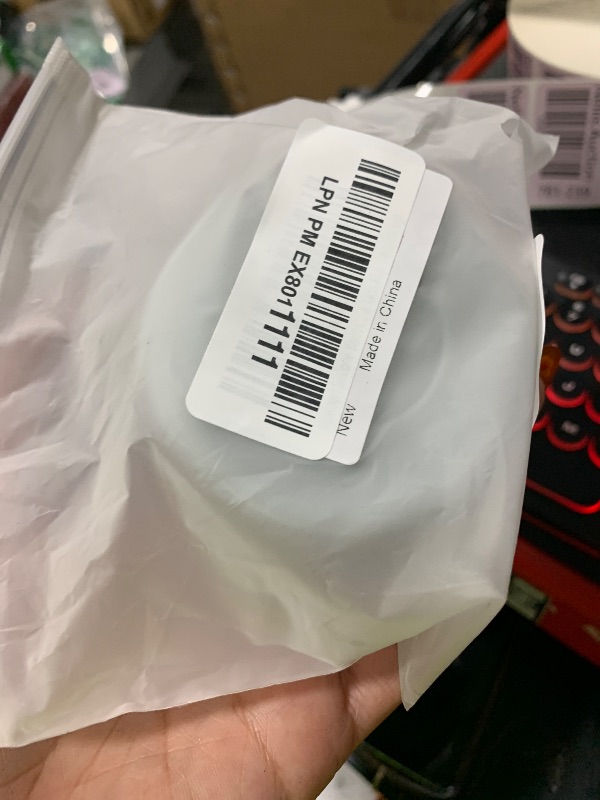 LPN PM EX8011111
New
Made in China